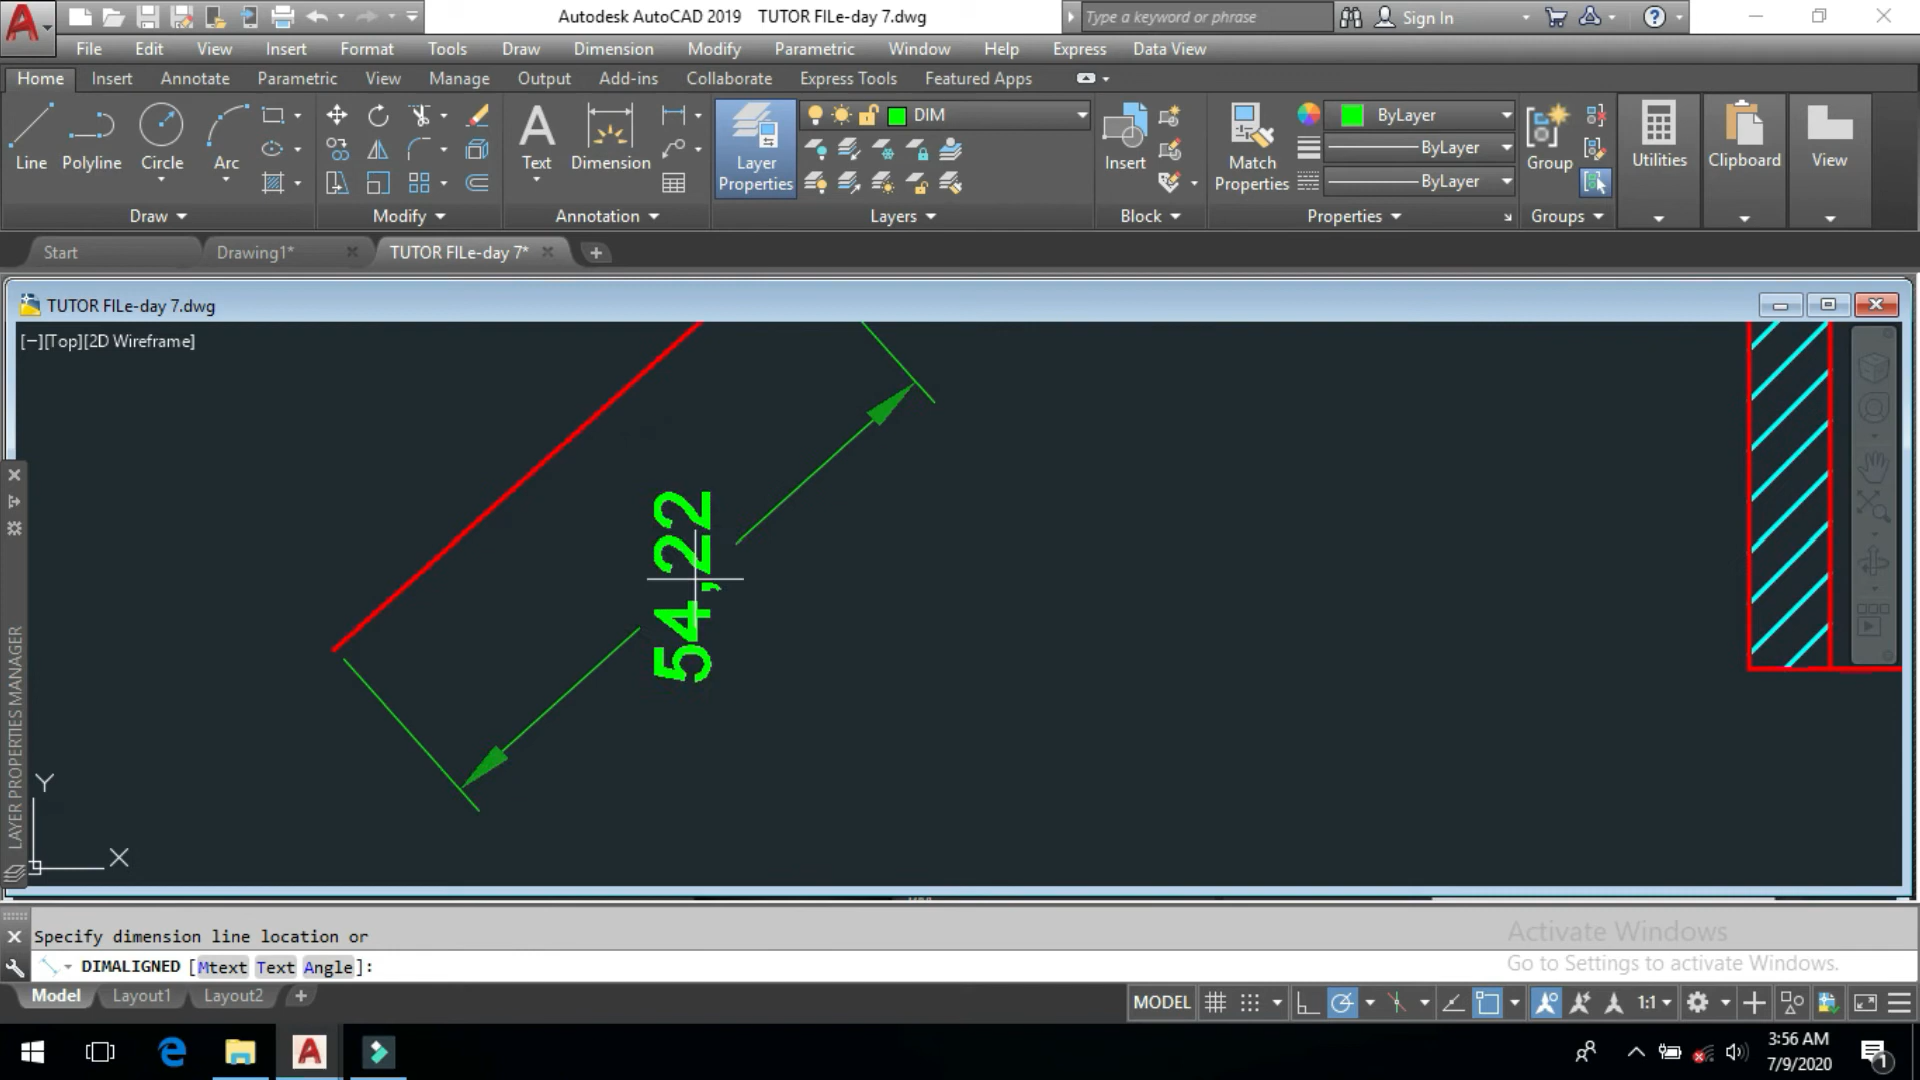 Autodesk AutoCAD 2019 TUTOR FILe-day 7.dwg
Type a keyword or phrase
Sign In
File Edit View Insert Format Tools Draw Dimension Modify Parametric Window Help Express Data View
Home Insert Annotate Parametric View Manage Output Add-ins Collaborate Express Tools Featured Apps
DIM
ByLayer
ByLayer
ByLayer
Line Polyline Circle Arc
Text Dimension
Layer Properties
Insert
Match Properties
Group
Utilities Clipboard View
Draw Modify Annotation Layers Block Properties Groups
Start Drawing1* TUTOR FILe-day 7*
TUTOR FILe-day 7.dwg
[−][Top][2D Wireframe]
54,22
LAYER PROPERTIES MANAGER
Y
X
Specify dimension line location or
DIMALIGNED [Mtext Text Angle]:
Activate Windows
Go to Settings to activate Windows.
Model Layout1 Layout2
MODEL
1:1
3:56 AM
7/9/2020
1